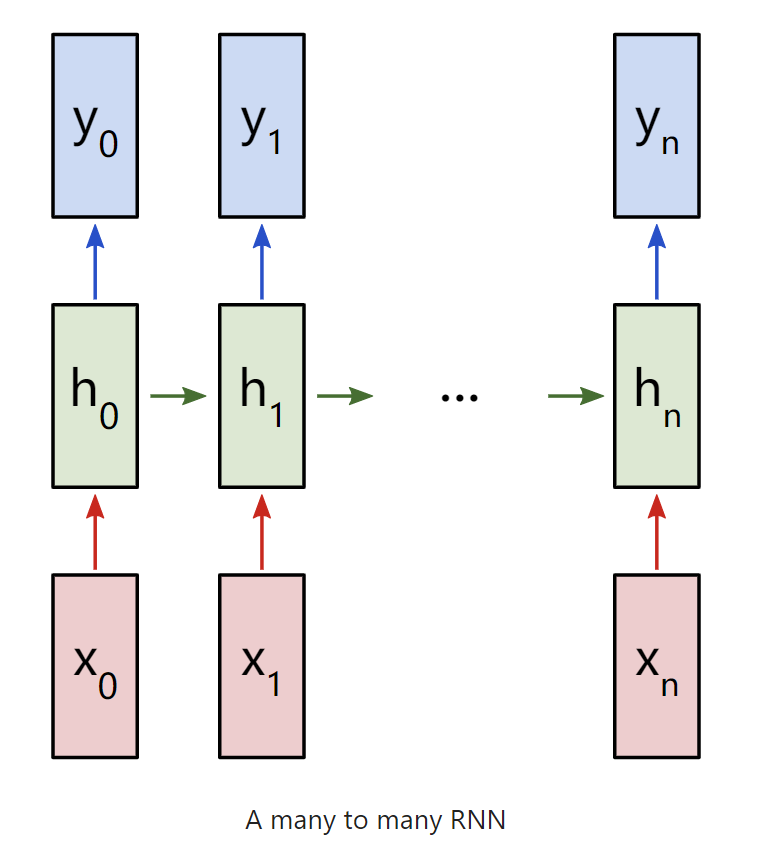 y0 y1 yn
h0 h1 ... hn
x0 x1 xn
A many to many RNN